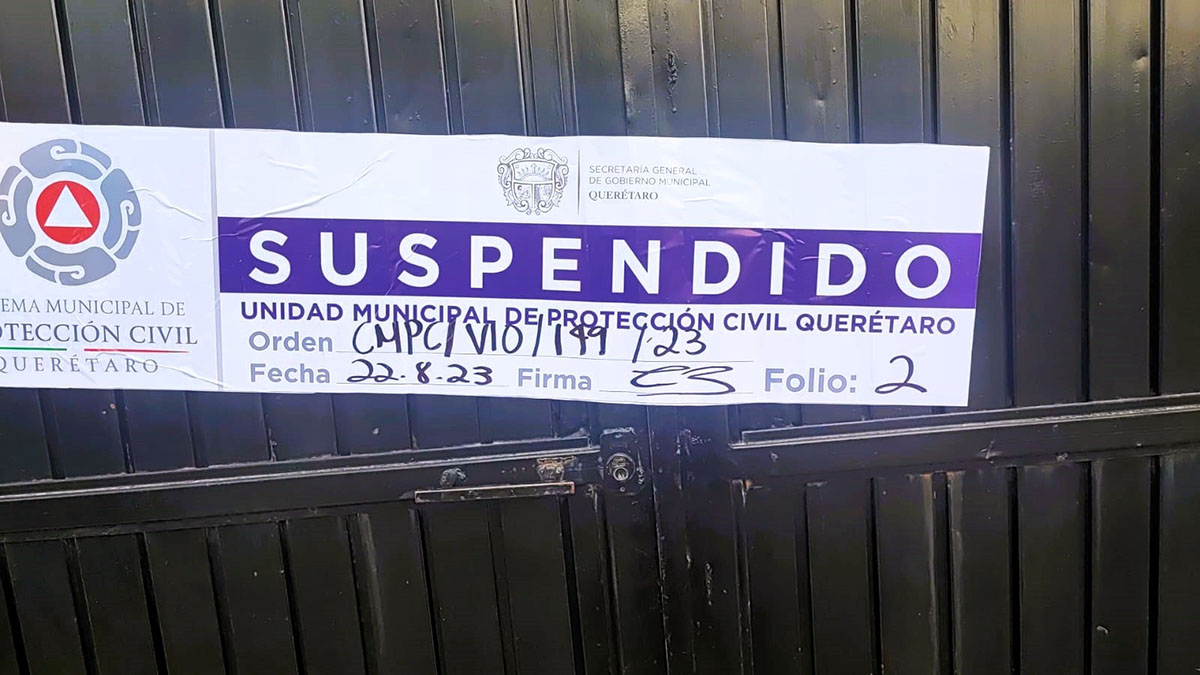 EMA MUNICIPAL DE
OTECCIÓN CIVIL
QUERÉTARO
SECRETARÍA GENERAL
DE GOBIERNO MUNICIPAL
QUERÉTARO
SUSPENDIDO
UNIDAD MUNICIPAL DE PROTECCIÓN CIVIL QUERÉTARO
Orden CMPC/VIO/199/23
Fecha 22.8.23 Firma Folio: 2